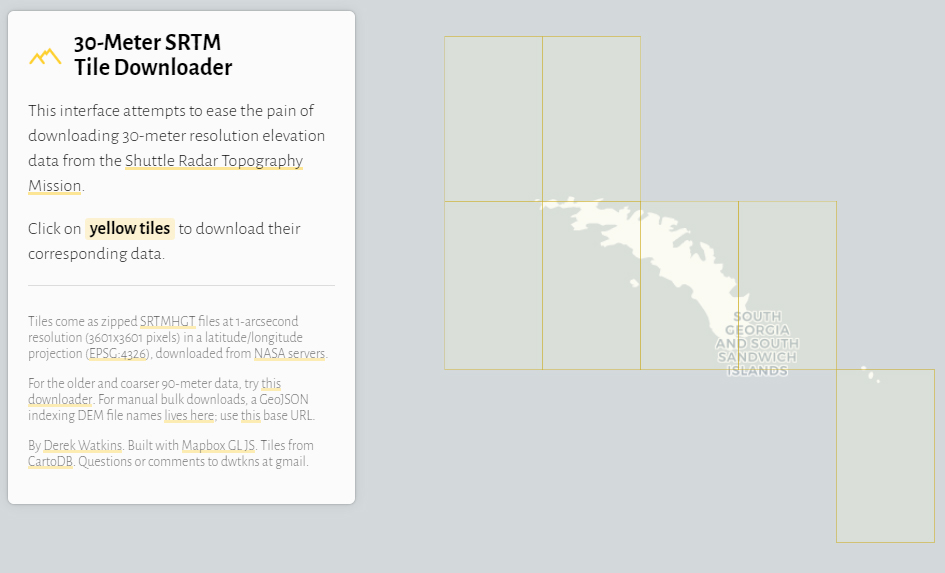 30-Meter SRTM
Tile Downloader
This interface attempts to ease the pain of
downloading 30-meter resolution elevation
data from the Shuttle Radar Topography
Mission.
Click on yellow tiles to download their
corresponding data.
Tiles come as zipped SRTMHGT files at 1-arcsecond
resolution (3601x3601 pixels) in a latitude/longitude
projection (EPSG:4326), downloaded from NASA servers.
For the older and coarser 90-meter data, try this
downloader. For manual bulk downloads, a GeoJSON
indexing DEM file names lives here; use this base URL.
By Derek Watkins. Built with Mapbox GL JS. Tiles from
CartoDB. Questions or comments to dwtkns at gmail.
SOUTH
GEORGIA
AND SOUTH
SANDWICH
ISLANDS